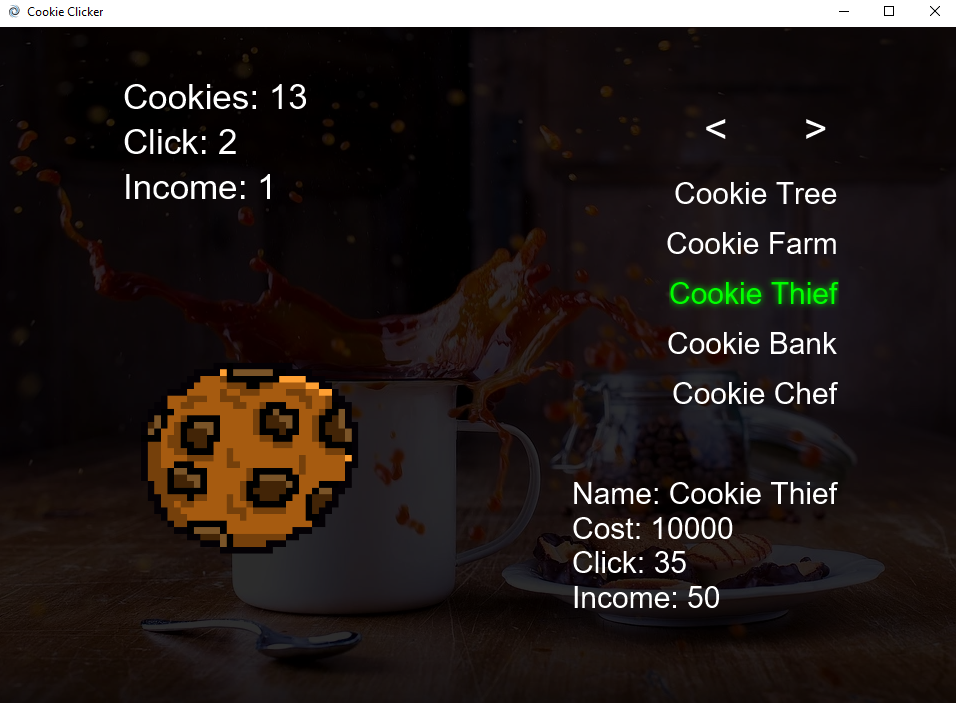 Cookie Clicker
Cookies: 13
Click: 2
Income: 1
< >
Cookie Tree
Cookie Farm
Cookie Thief
Cookie Bank
Cookie Chef
Name: Cookie Thief
Cost: 10000
Click: 35
Income: 50